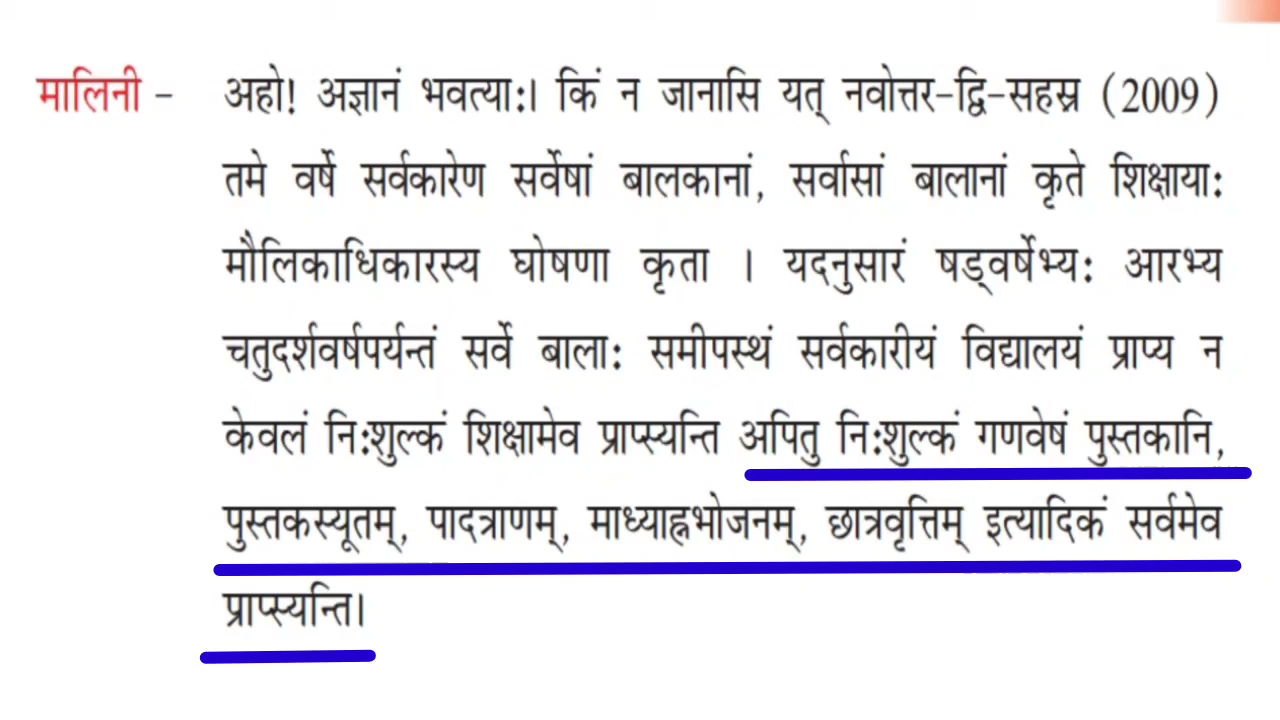 मालिनी - अहो! अज्ञानं भवत्याः। किं न जानासि यत् नवोत्तर-द्वि-सहस्र (2009)
तमे वर्षे सर्वकारेण सर्वेषां बालकानां, सर्वासां बालानां कृते शिक्षायाः
मौलिकाधिकारस्य घोषणा कृता । यदनुसारं षड्वर्षेभ्यः आरभ्य
चतुदर्शवर्षपर्यन्तं सर्वे बालाः समीपस्थं सर्वकारीयं विद्यालयं प्राप्य न
केवलं निःशुल्कं शिक्षामेव प्राप्स्यन्ति अपितु निःशुल्कं गणवेषं पुस्तकानि,
पुस्तकस्यूतम्, पादत्राणम्, माध्याह्नभोजनम्, छात्रवृत्तिम् इत्यादिकं सर्वमेव
प्राप्स्यन्ति।